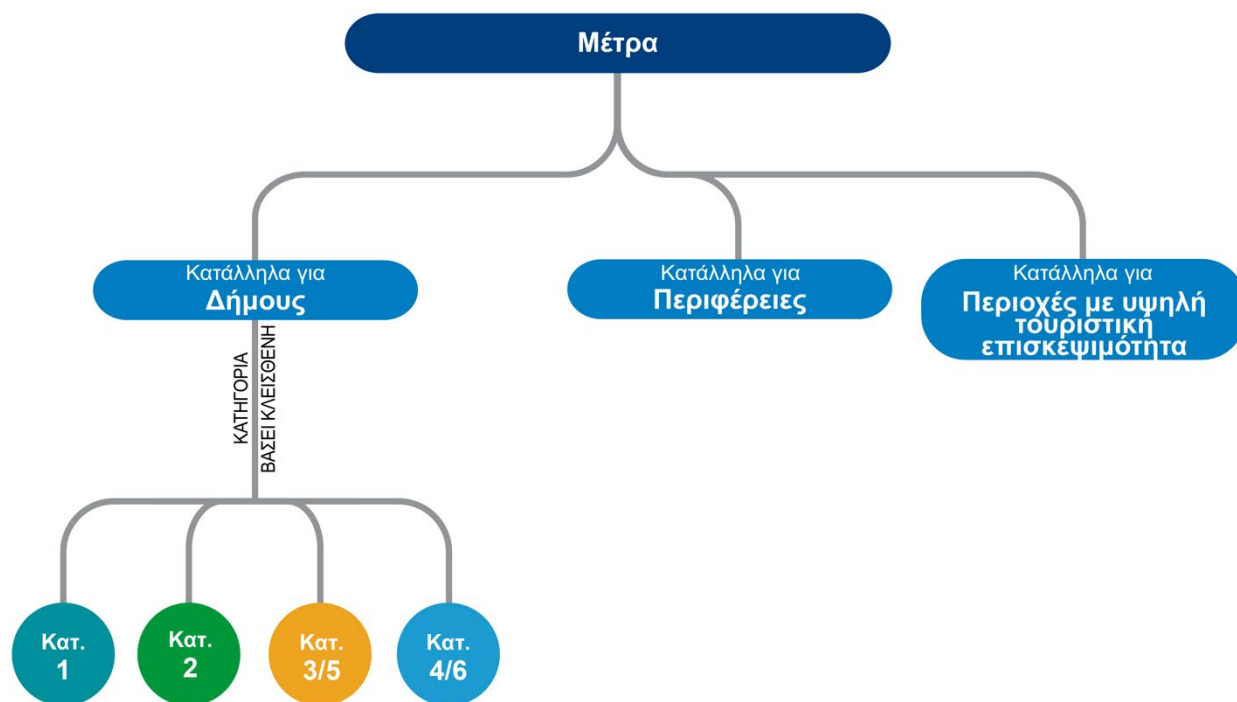 Μέτρα
Κατάλληλα για
Δήμους
Κατάλληλα για
Περιφέρειες
Κατάλληλα για
Περιοχές με υψηλή
τουριστική
επισκεψιμότητα
ΚΑΤΗΓΟΡΙΑ
ΒΑΣΕΙ ΚΛΕΙΣΘΕΝΗ
Κατ.
1
Κατ.
2
Κατ.
3/5
Κατ.
4/6